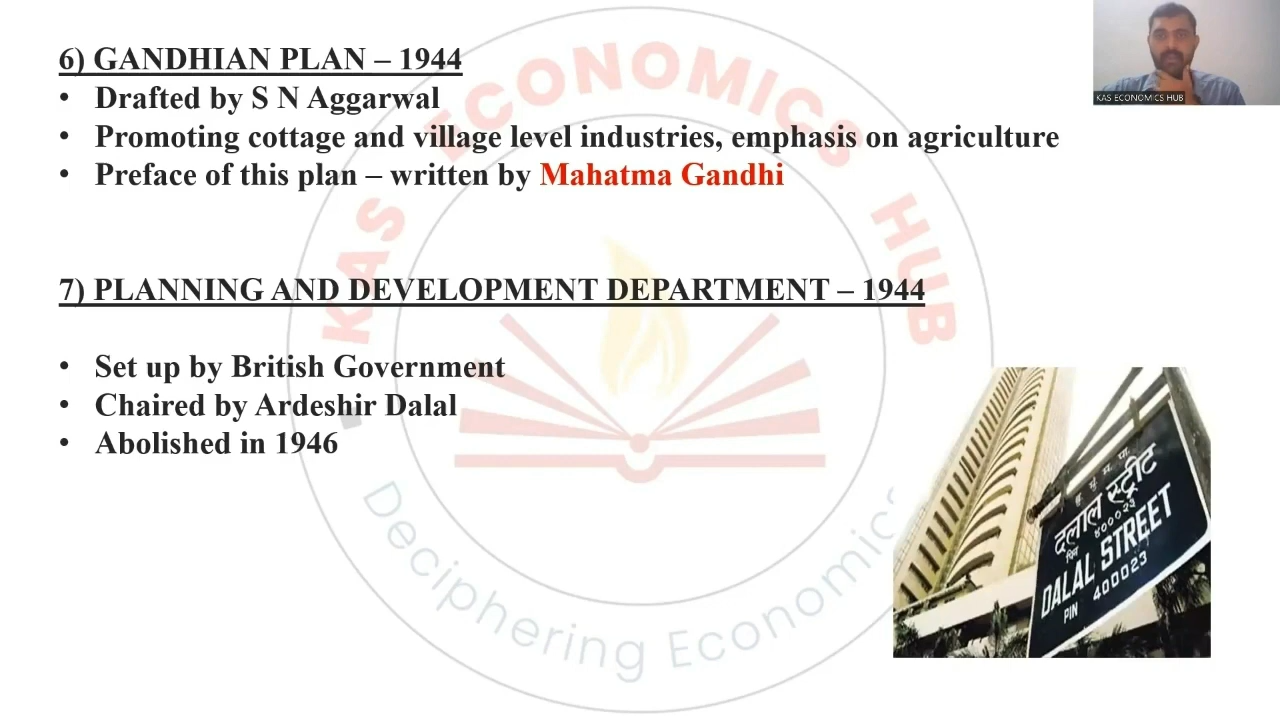 6) GANDHIAN PLAN – 1944
• Drafted by S N Aggarwal
• Promoting cottage and village level industries, emphasis on agriculture
• Preface of this plan – written by Mahatma Gandhi
7) PLANNING AND DEVELOPMENT DEPARTMENT – 1944
• Set up by British Government
• Chaired by Ardeshir Dalal
• Abolished in 1946
KAS ECONOMICS HUB
KAS ECONOMICS HUB
Deciphering Economics
दलाल स्ट्रीट
पिन ४०००२३
DALAL STREET
PIN 400023